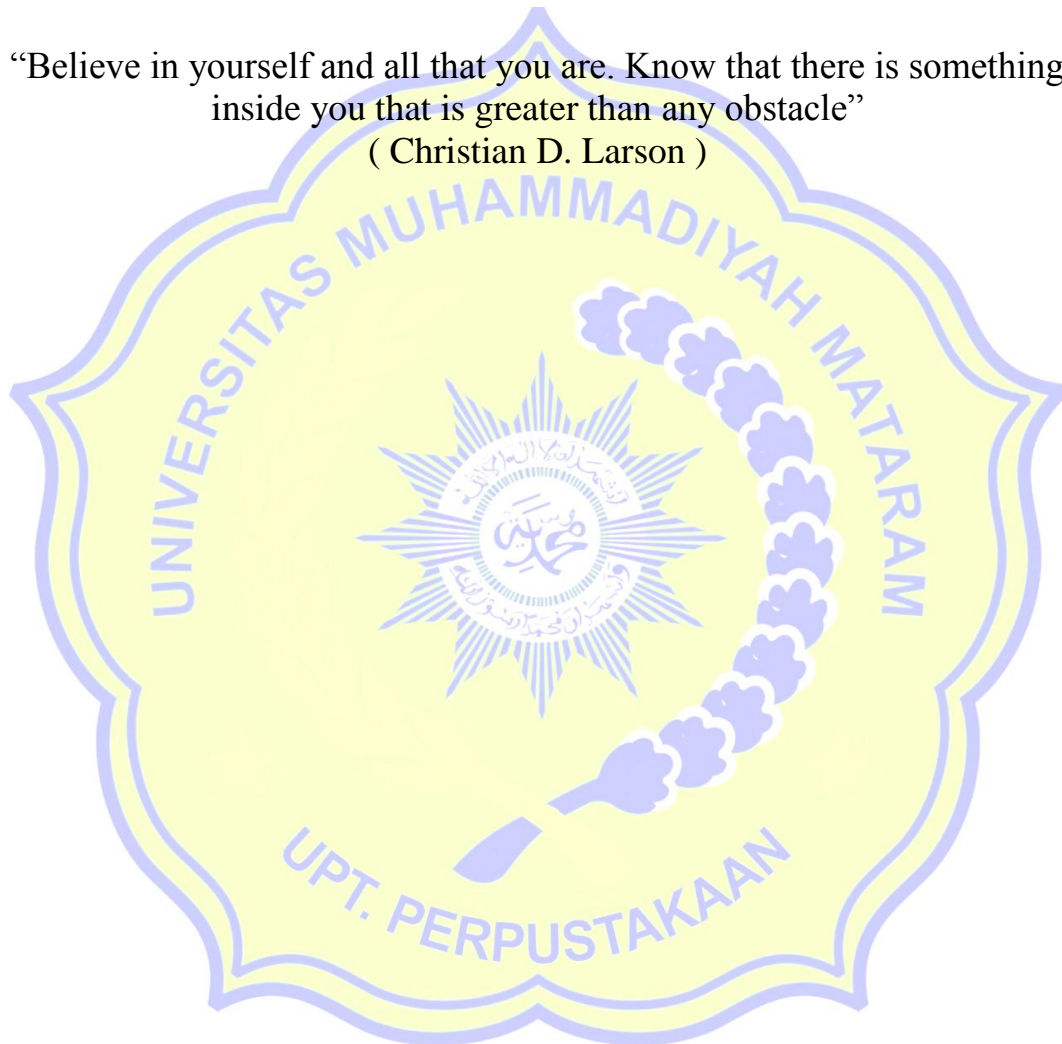 “Believe in yourself and all that you are. Know that there is something
inside you that is greater than any obstacle”
( Christian D. Larson )
UNIVERSITAS MUHAMMADIYAH MATARAM
محمدية
UPT. PERPUSTAKAAN